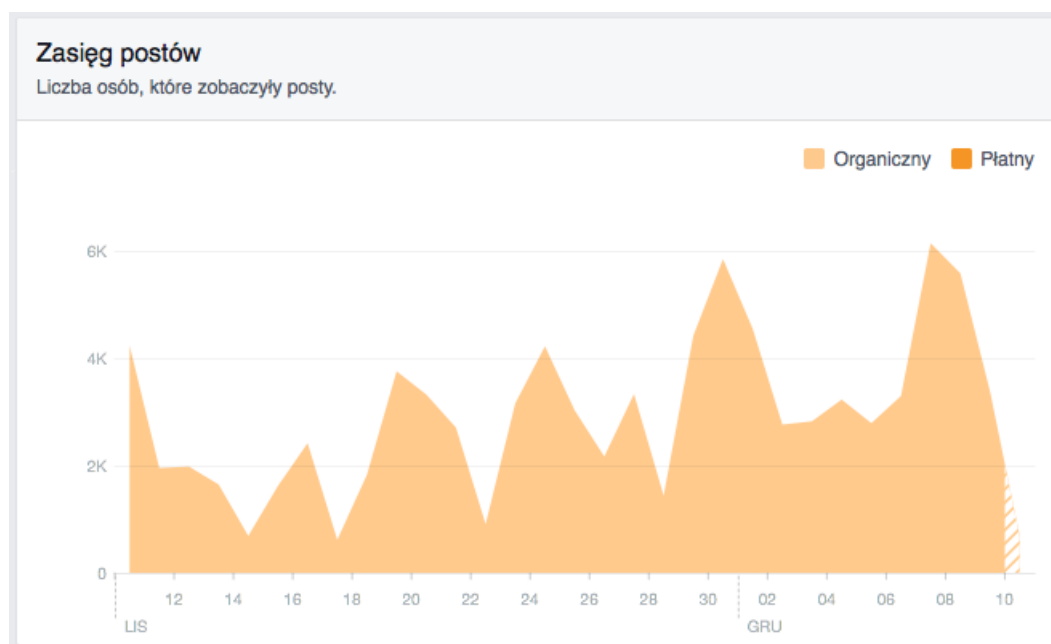 Zasięg postów
Liczba osób, które zobaczyły posty.
Organiczny Płatny
6K
4K
2K
0
12 14 16 18 20 22 24 26 28 30 02 04 06 08 10
LIS GRU